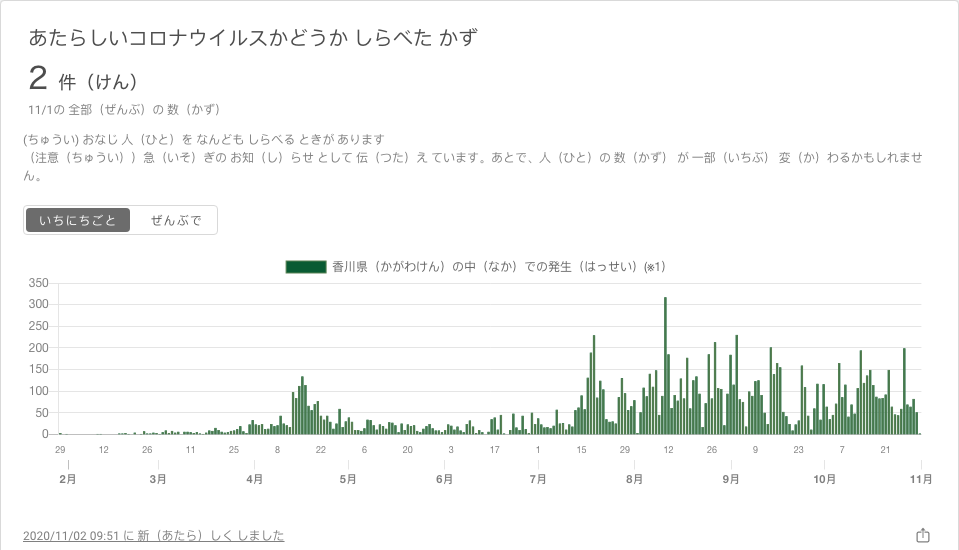 あたらしいコロナウイルスかどうか しらべた かず
2 件（けん）
11/1の 全部（ぜんぶ）の 数（かず）
(ちゅうい) おなじ 人（ひと）を なんども しらべる ときが あります
（注意（ちゅうい））急（いそ）ぎの お知（し）らせ として 伝（つた）え ています。あとで、人（ひと）の 数（かず） が 一部（いちぶ） 変（か）わるかもしれませ
ん。
いちにちごと ぜんぶで
香川県（かがわけん）の中（なか）での発生（はっせい）(※1)
350
300
250
200
150
100
50
0
29 12 26 11 25 8 22 6 20 3 17 1 15 29 12 26 9 23 7 21
2月 3月 4月 5月 6月 7月 8月 9月 10月 11月
2020/11/02 09:51 に 新（あたら）しく しました